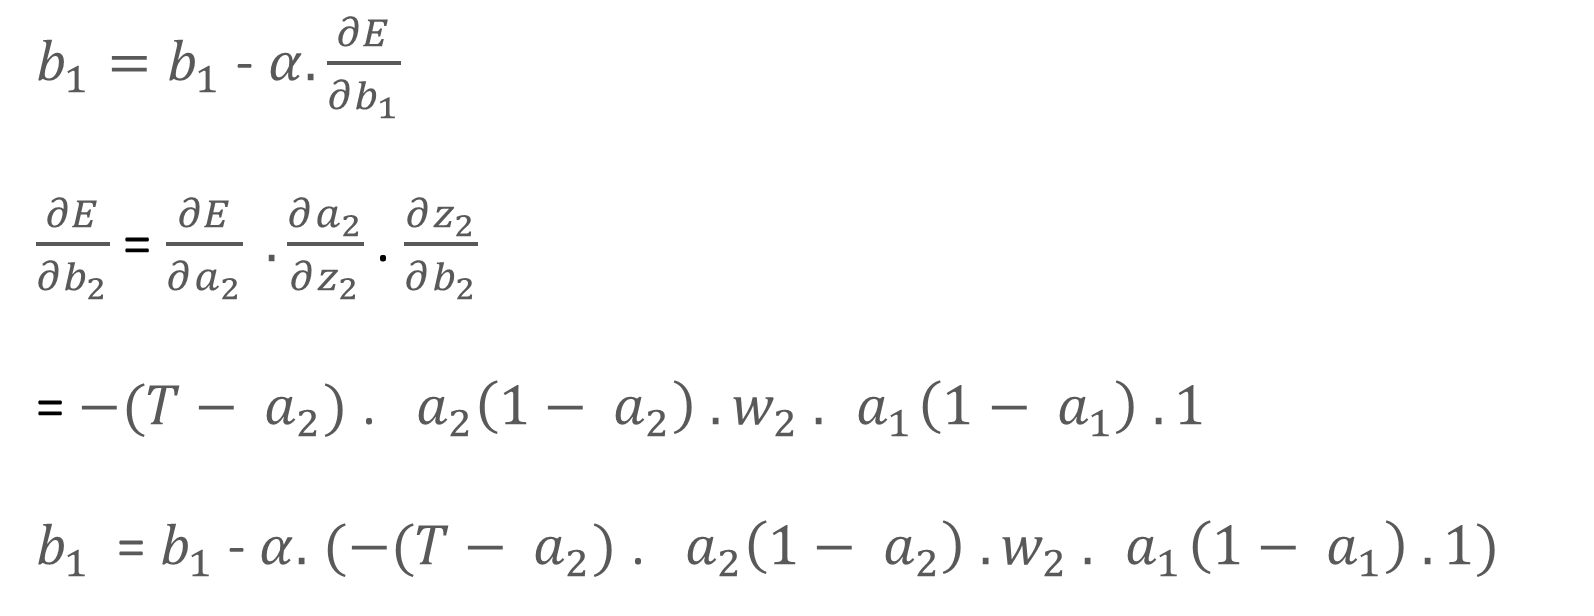 b₁ = b₁ - α. ∂E/∂b₁
∂E/∂b₂ = ∂E/∂a₂ . ∂a₂/∂z₂ . ∂z₂/∂b₂
= −(T − a₂) . a₂(1 − a₂) . w₂ . a₁(1 − a₁) . 1
b₁ = b₁ - α. (−(T − a₂) . a₂(1 − a₂) . w₂ . a₁(1 − a₁) . 1)